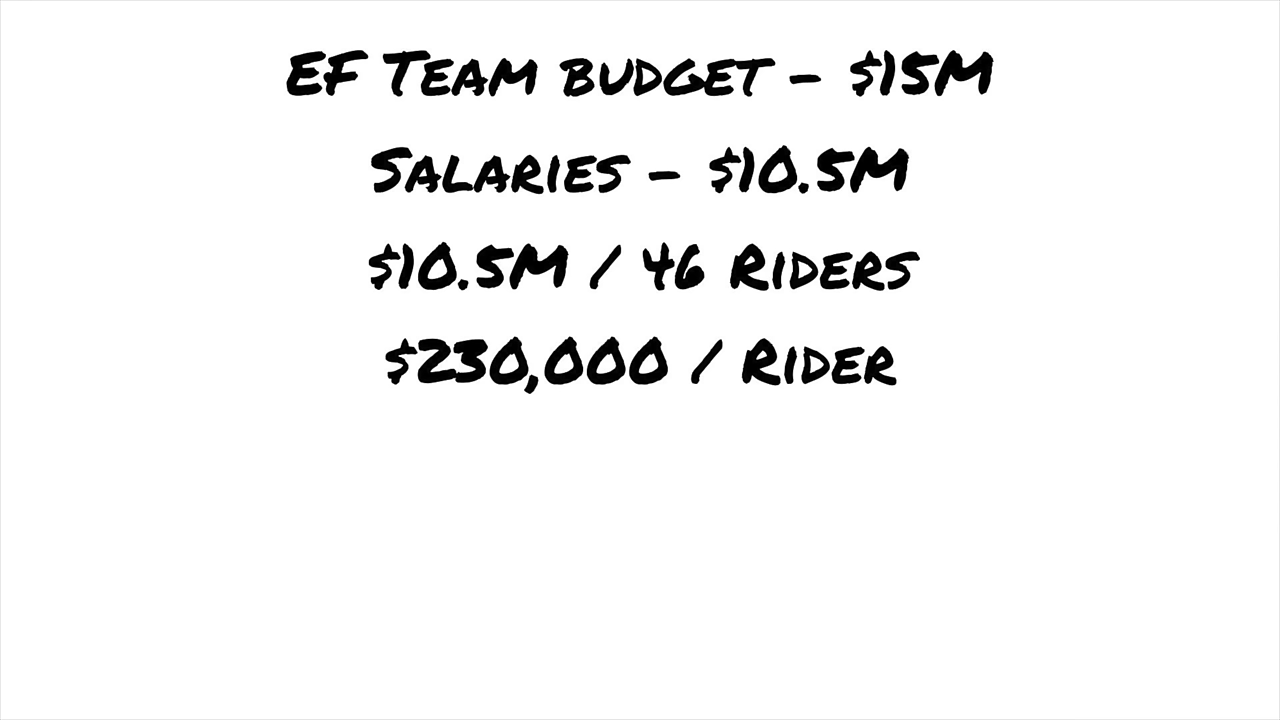 EF Team budget - $15M
Salaries - $10.5M
$10.5M / 46 Riders
$230,000 / Rider